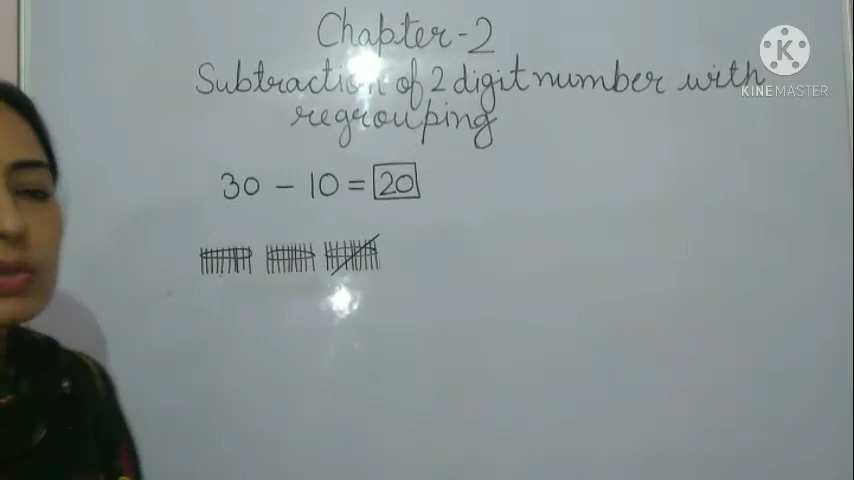 Chapter-2
Subtraction of 2 digit number with
regrouping
30 - 10 = 20
K
KINEMASTER